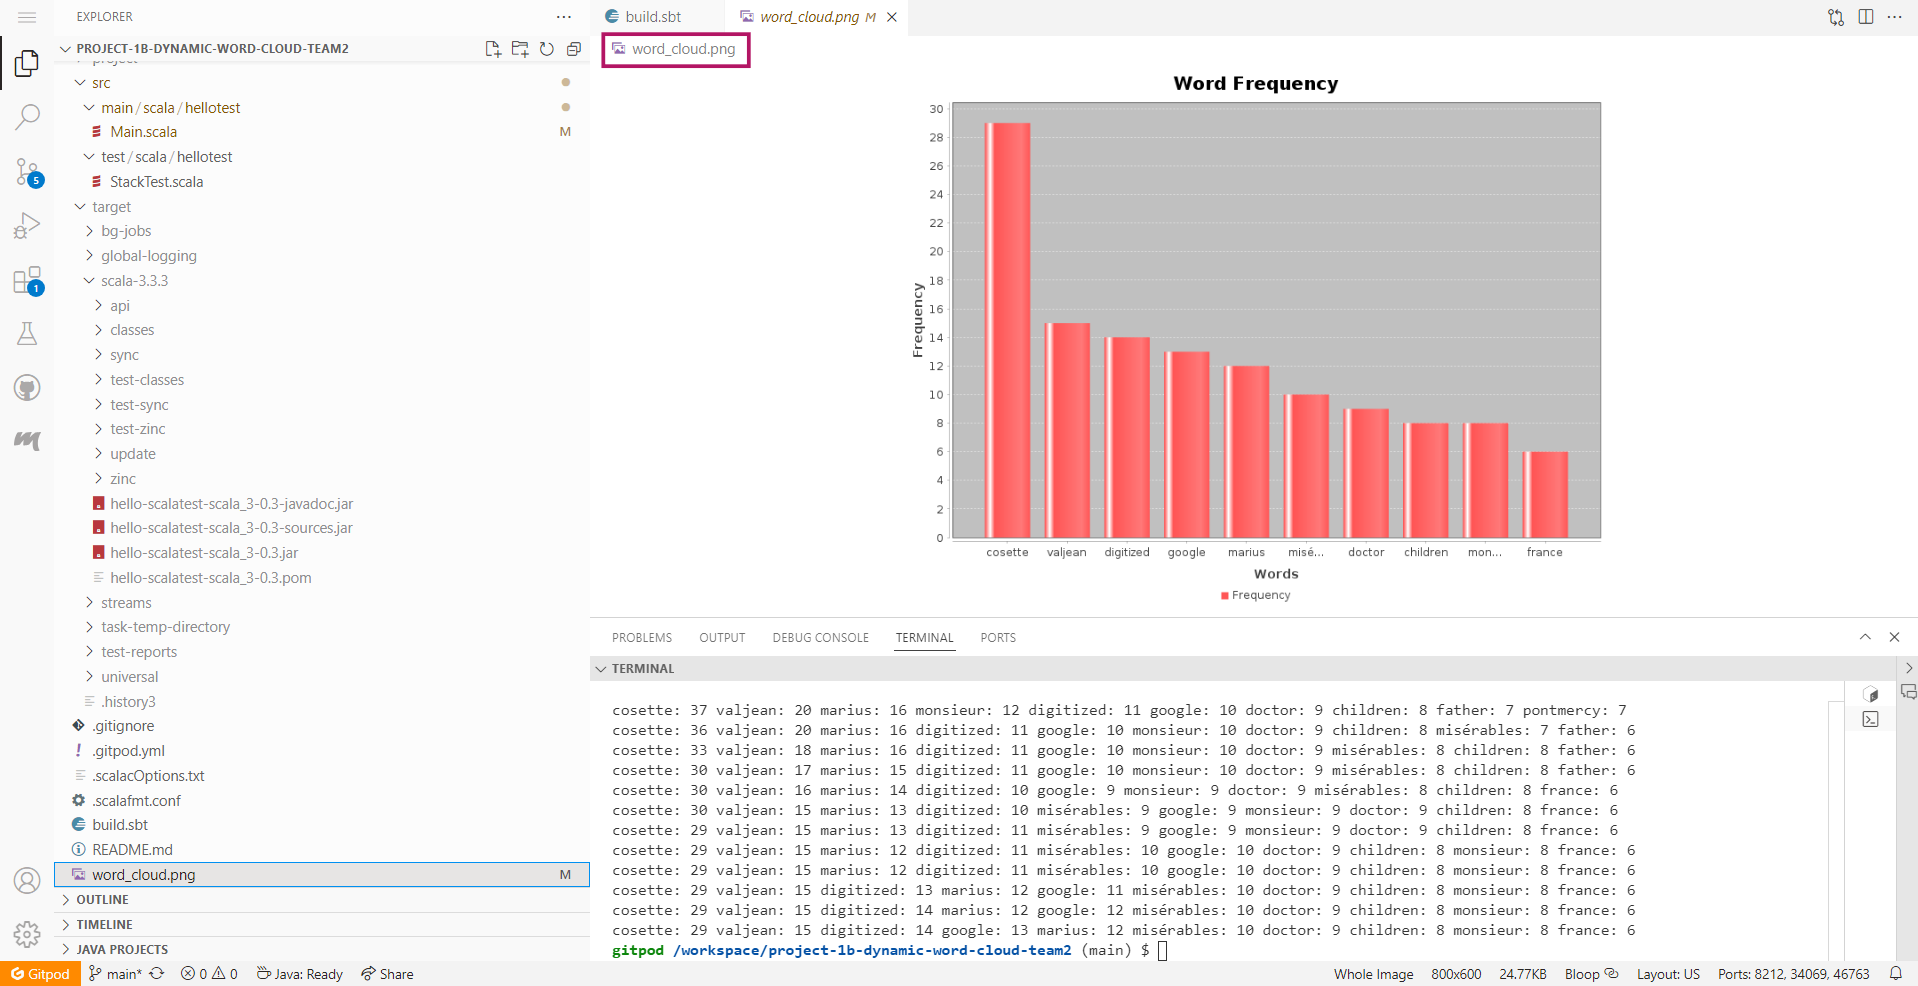 EXPLORER
PROJECT-1B-DYNAMIC-WORD-CLOUD-TEAM2
project
src
main / scala / hellotest
Main.scala M
test / scala / hellotest
StackTest.scala
target
bg-jobs
global-logging
scala-3.3.3
api
classes
sync
test-classes
test-sync
test-zinc
update
zinc
hello-scalatest-scala_3-0.3-javadoc.jar
hello-scalatest-scala_3-0.3-sources.jar
hello-scalatest-scala_3-0.3.jar
hello-scalatest-scala_3-0.3.pom
streams
task-temp-directory
test-reports
universal
.history3
.gitignore
.gitpod.yml
.scalacOptions.txt
.scalafmt.conf
build.sbt
README.md
word_cloud.png M
OUTLINE
TIMELINE
JAVA PROJECTS
5
1
build.sbt
word_cloud.png M
word_cloud.png
Word Frequency
30
28
26
24
22
20
18
16
14
12
10
8
6
4
2
0
Frequency
cosette valjean digitized google marius misé... doctor children mon... france
Words
Frequency
PROBLEMS OUTPUT DEBUG CONSOLE TERMINAL PORTS
TERMINAL
cosette: 37 valjean: 20 marius: 16 monsieur: 12 digitized: 11 google: 10 doctor: 9 children: 8 father: 7 pontmercy: 7
cosette: 36 valjean: 20 marius: 16 digitized: 11 google: 10 monsieur: 10 doctor: 9 children: 8 misérables: 7 father: 6
cosette: 33 valjean: 18 marius: 16 digitized: 11 google: 10 monsieur: 10 doctor: 9 misérables: 8 children: 8 father: 6
cosette: 30 valjean: 17 marius: 15 digitized: 11 google: 10 monsieur: 10 doctor: 9 misérables: 8 children: 8 father: 6
cosette: 30 valjean: 16 marius: 14 digitized: 10 google: 9 monsieur: 9 doctor: 9 misérables: 8 children: 8 france: 6
cosette: 30 valjean: 15 marius: 13 digitized: 10 misérables: 9 google: 9 monsieur: 9 doctor: 9 children: 8 france: 6
cosette: 29 valjean: 15 marius: 13 digitized: 11 misérables: 9 google: 9 monsieur: 9 doctor: 9 children: 8 france: 6
cosette: 29 valjean: 15 marius: 12 digitized: 11 misérables: 10 google: 10 doctor: 9 children: 8 monsieur: 8 france: 6
cosette: 29 valjean: 15 marius: 12 digitized: 11 misérables: 10 google: 10 doctor: 9 children: 8 monsieur: 8 france: 6
cosette: 29 valjean: 15 digitized: 13 marius: 12 google: 11 misérables: 10 doctor: 9 children: 8 monsieur: 8 france: 6
cosette: 29 valjean: 15 digitized: 14 marius: 12 google: 12 misérables: 10 doctor: 9 children: 8 monsieur: 8 france: 6
cosette: 29 valjean: 15 digitized: 14 google: 13 marius: 12 misérables: 10 doctor: 9 children: 8 monsieur: 8 france: 6
gitpod /workspace/project-1b-dynamic-word-cloud-team2 (main) $
Gitpod main* 0 0 Java: Ready Share Whole Image 800x600 24.77KB Bloop Layout: US Ports: 8212, 34069, 46763